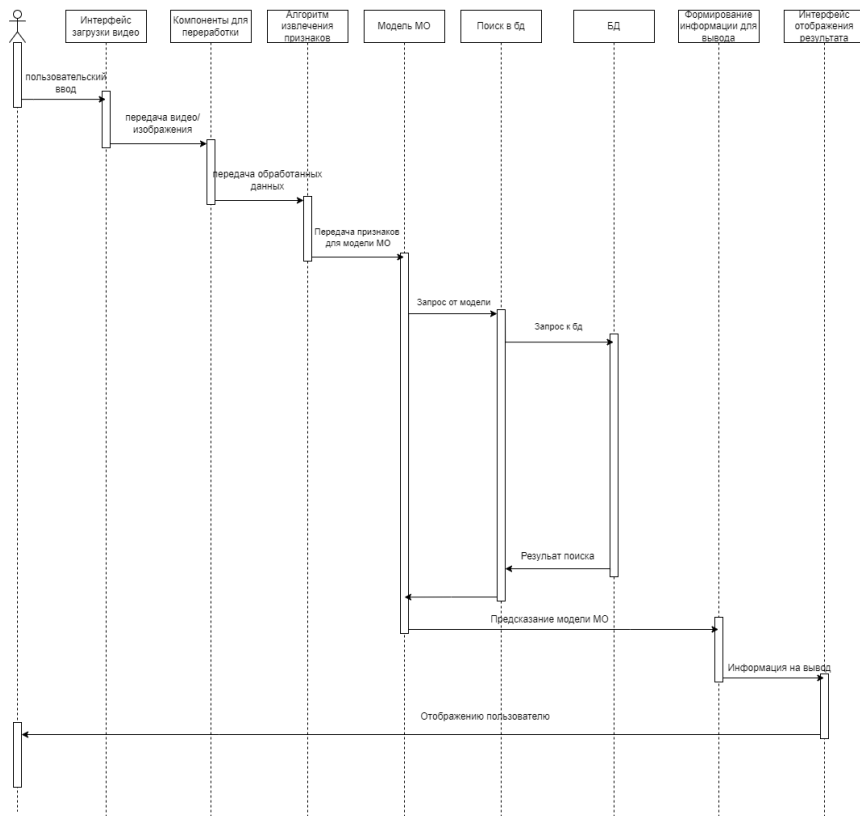 Интерфейс
загрузки видео
Компоненты для
переработки
Алгоритм
извлечения
признаков
Модель МО
Поиск в бд
БД
Формирование
информации для
вывода
Интерфейс
отображения
результата
пользовательский
ввод
передача видео/
изображения
передача обработанных
данных
Передача признаков
для модели МО
Запрос от модели
Запрос к бд
Резульат поиска
Предсказание модели МО
Информация на вывод
Отображению пользователю